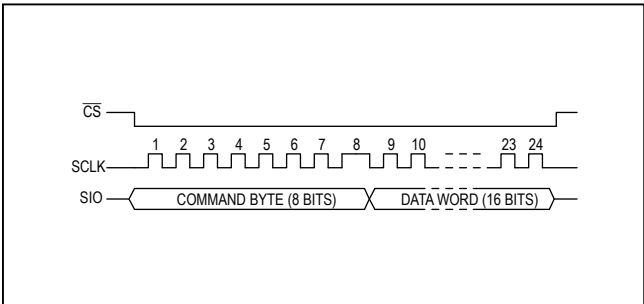 CS
1 2 3 4 5 6 7 8 9 10 23 24
SCLK
SIO COMMAND BYTE (8 BITS) DATA WORD (16 BITS)